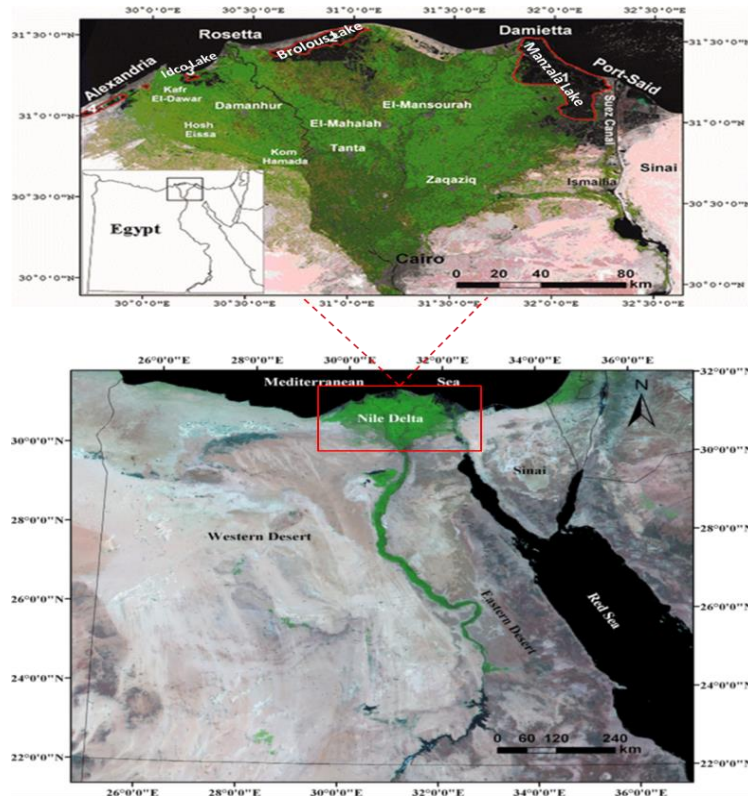 30°0'0"E 30°30'0"E 31°0'0"E 31°30'0"E 32°0'0"E
31°30'0"N
31°0'0"N
30°30'0"N
30°0'0"N
Rosetta
Brolous Lake
Damietta
Alexandria
Idco Lake
Manzala Lake
Port-Said
Kafr
El-Dawar
Damanhur
El-Mansourah
Suez Canal
Hosh
Eissa
El-Mahalah
Kom
Hamada
Tanta
Sinai
Zaqaziq
Ismailia
Egypt
Cairo
0 20 40 80
km
31°30'0"N
31°0'0"N
30°30'0"N
30°0'0"N
30°0'0"E 30°30'0"E 31°0'0"E 31°30'0"E 32°0'0"E 32°30'0"E
26°0'0"E 28°0'0"E 30°0'0"E 32°0'0"E 34°0'0"E 36°0'0"E
Mediterranean Sea
N
Nile Delta
Sinai
Western Desert
Eastern Desert
Red Sea
30°0'0"N
28°0'0"N
26°0'0"N
24°0'0"N
22°0'0"N
32°0'0"N
30°0'0"N
28°0'0"N
26°0'0"N
24°0'0"N
22°0'0"N
0 60 120 240
km
26°0'0"E 28°0'0"E 30°0'0"E 32°0'0"E 34°0'0"E 36°0'0"E